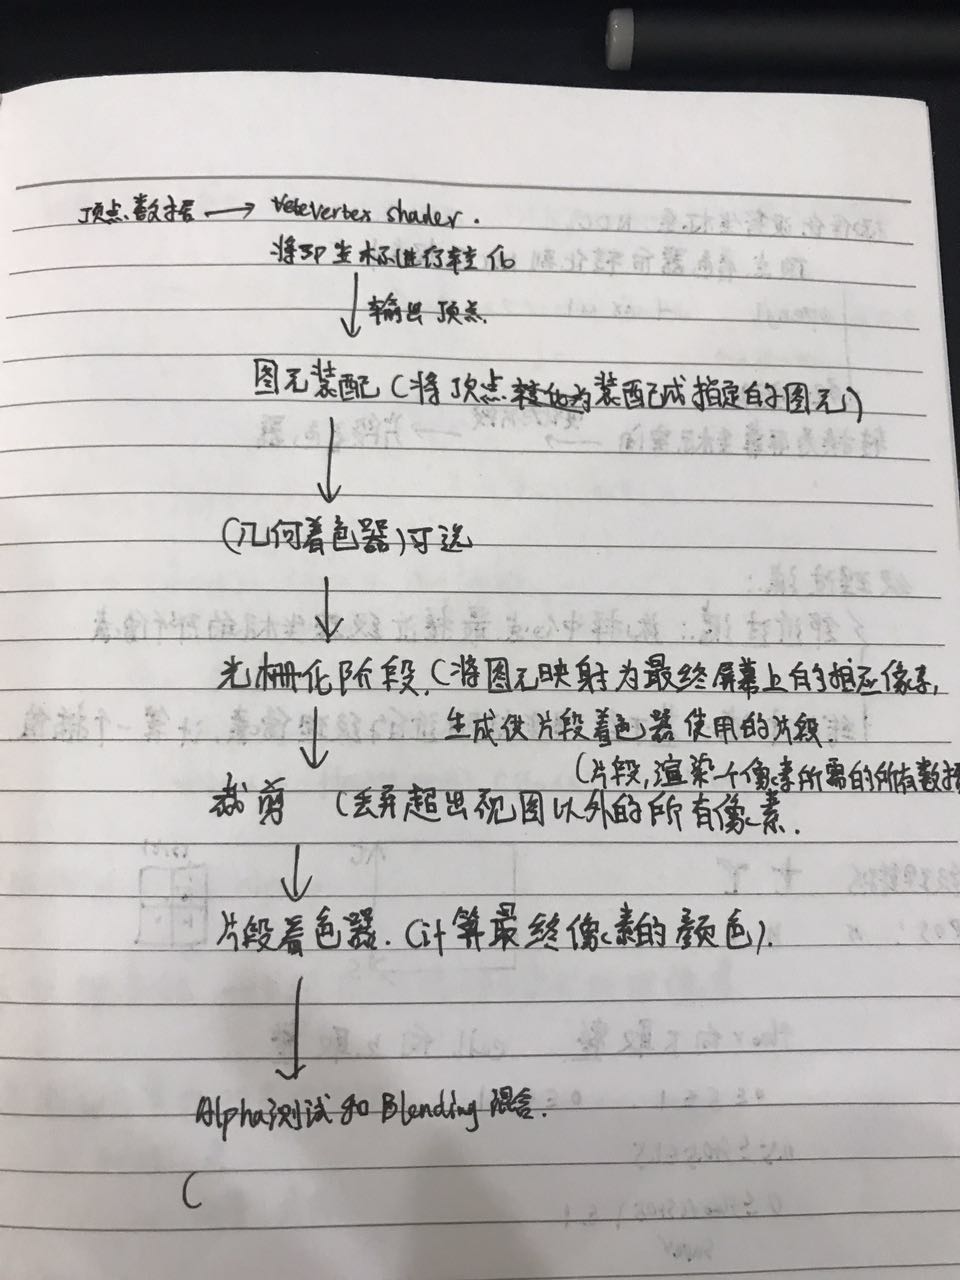 顶点数据 → vertex shader.
将3D坐标进行转化
输出顶点
图元装配(将顶点装配成指定的图元)
(几何着色器)可选
光栅化阶段,(将图元映射为最终屏幕上的相应像素,
生成供片段着色器使用的片段.
(片段,渲染一个像素所需的所有数据
裁剪 (丢弃超出视图以外的所有像素.
片段着色器.(计算最终像素的颜色).
Alpha测试和Blending混合.
(